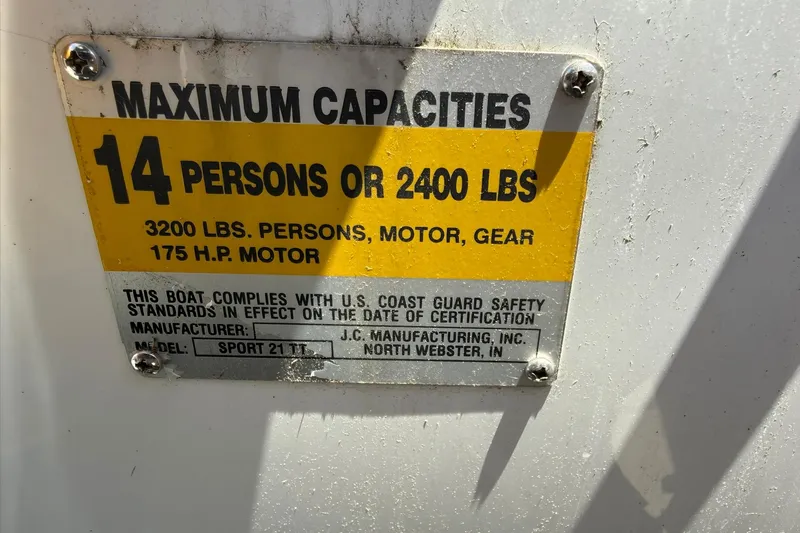 MAXIMUM CAPACITIES
14 PERSONS OR 2400 LBS
3200 LBS. PERSONS, MOTOR, GEAR
175 H.P. MOTOR
THIS BOAT COMPLIES WITH U.S. COAST GUARD SAFETY
STANDARDS IN EFFECT ON THE DATE OF CERTIFICATION
MANUFACTURER: J.C. MANUFACTURING, INC.
MODEL: SPORT 21 TT NORTH WEBSTER, IN